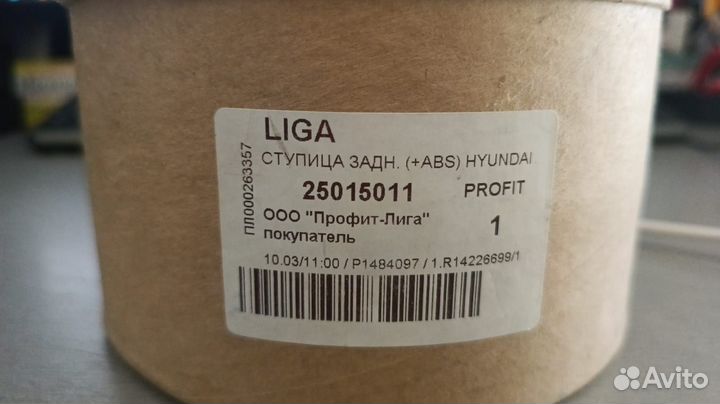 LIGA
СТУПИЦА ЗАДН. (+ABS) HYUNDAI
25015011 PROFIT
ООО "Профит-Лига" 1
покупатель
10.03/11:00 / P1484097 / 1.R14226699/1
ПЛ000263357
Avito